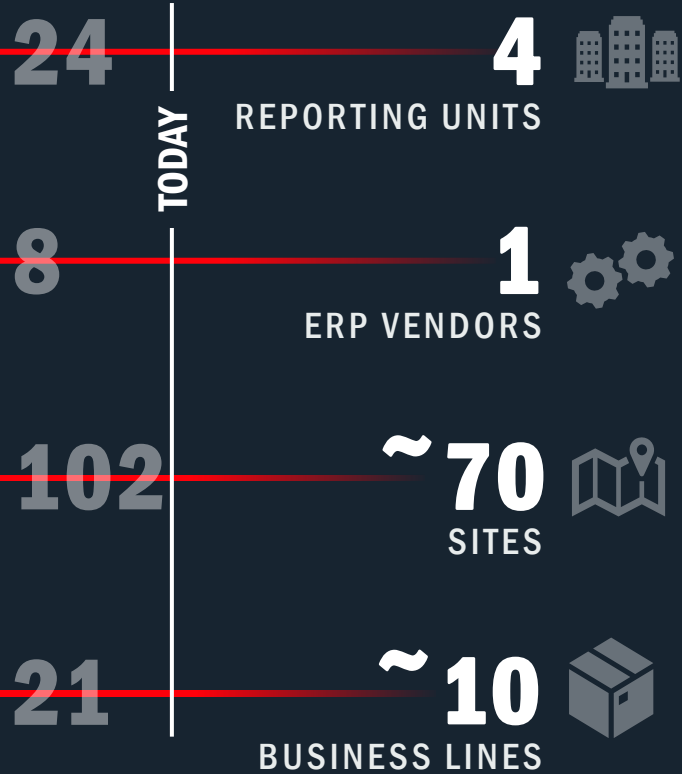 24 4
REPORTING UNITS
TODAY
8 1
ERP VENDORS
102 ~70
SITES
21 ~10
BUSINESS LINES